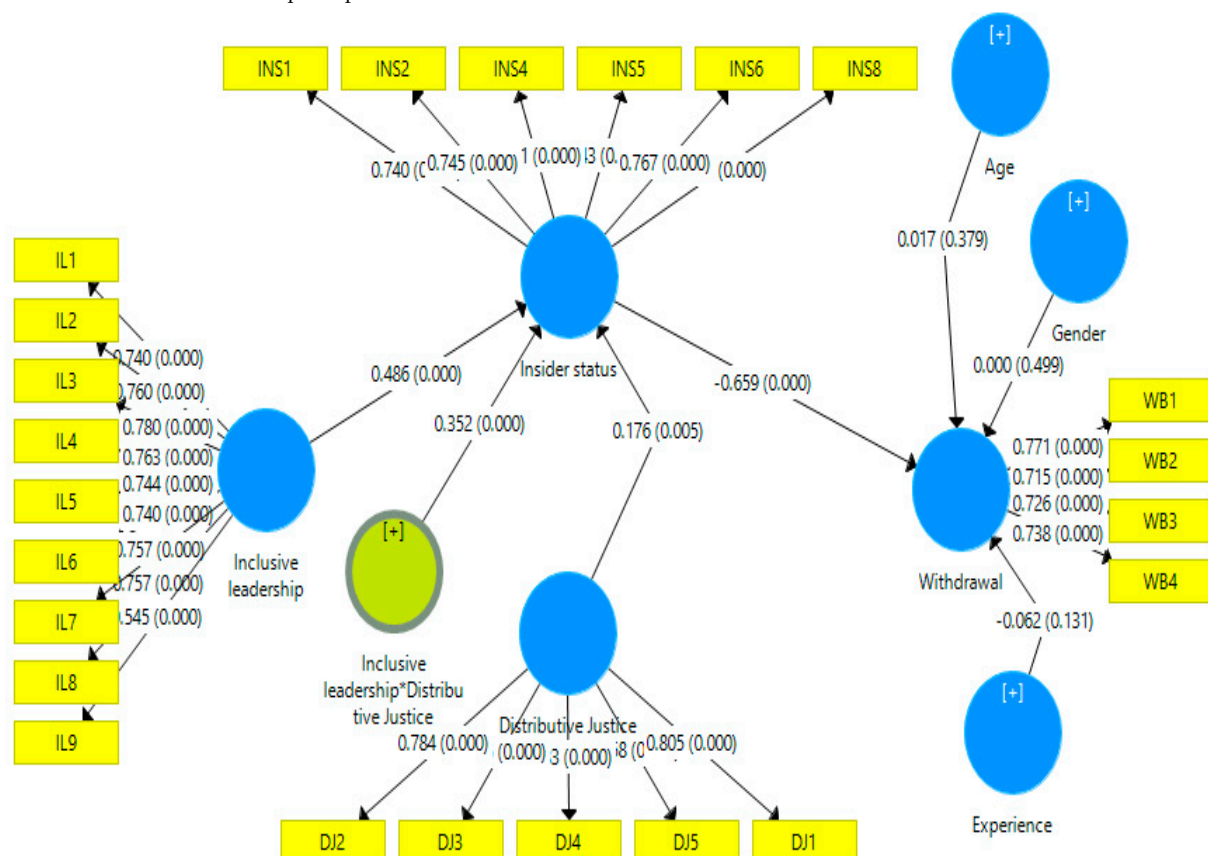 INS1
INS2
INS4
INS5
INS6
INS8
[+]
Age
0.745 (0.000)
(0.000)
0.767 (0.000)
(0.000)
0.740
[+]
Gender
0.017 (0.379)
0.000 (0.499)
IL1
IL2
IL3
IL4
IL5
IL6
IL7
IL8
IL9
0.740 (0.000)
0.760 (0.000)
0.780 (0.000)
0.763 (0.000)
0.744 (0.000)
0.740 (0.000)
0.757 (0.000)
0.757 (0.000)
0.545 (0.000)
Inclusive
leadership
0.486 (0.000)
Insider status
0.352 (0.000)
0.176 (0.005)
-0.659 (0.000)
WB1
WB2
WB3
WB4
0.771 (0.000)
0.715 (0.000)
0.726 (0.000)
0.738 (0.000)
Withdrawal
-0.062 (0.131)
[+]
Experience
[+]
Inclusive
leadership*Distribu
tive Justice
Distributive Justice
0.784 (0.000)
(0.000)
(0.000)
0.805 (0.000)
DJ2
DJ3
DJ4
DJ5
DJ1